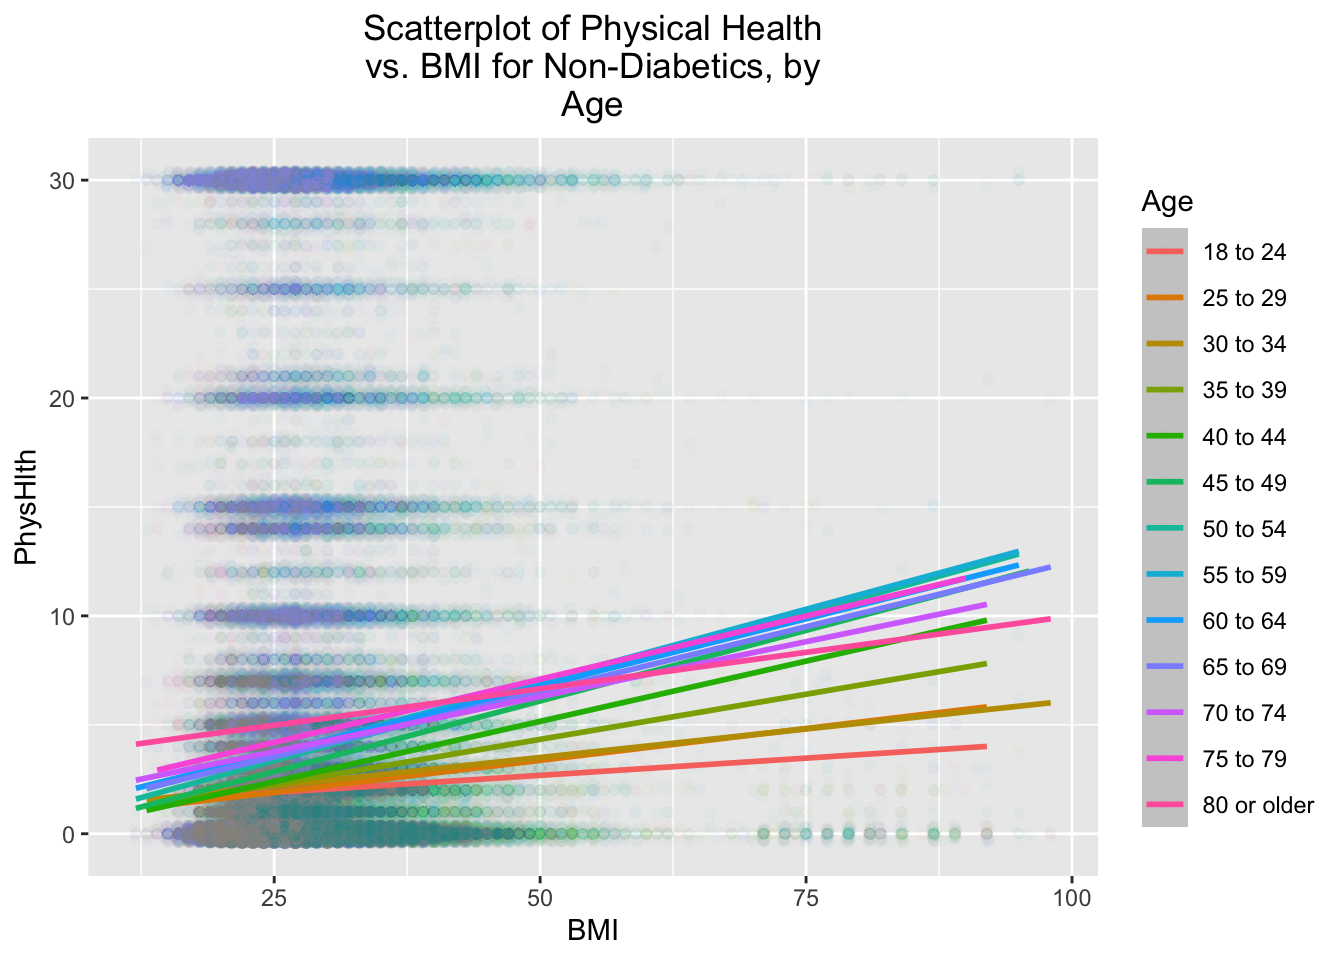 Scatterplot of Physical Health
vs. BMI for Non-Diabetics, by
Age
PhysHlth
30
20
10
0
25
50
75
100
BMI
Age
18 to 24
25 to 29
30 to 34
35 to 39
40 to 44
45 to 49
50 to 54
55 to 59
60 to 64
65 to 69
70 to 74
75 to 79
80 or older